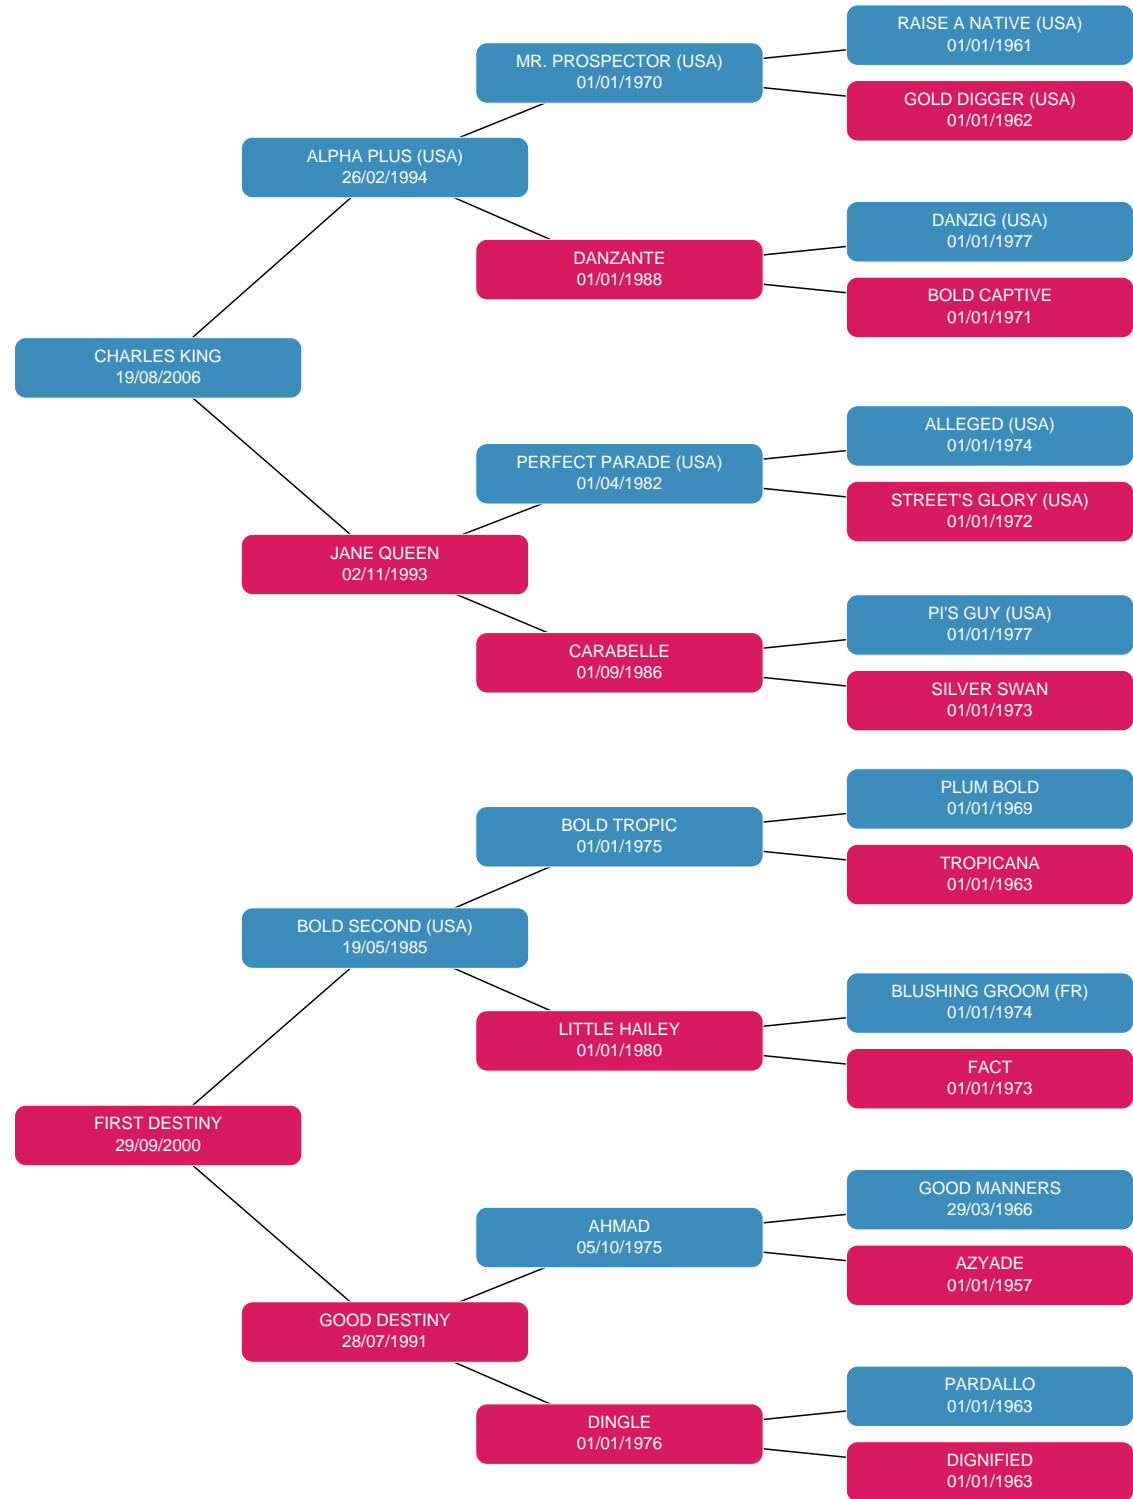 RAISE A NATIVE (USA)
01/01/1961
MR. PROSPECTOR (USA)
01/01/1970
GOLD DIGGER (USA)
01/01/1962
ALPHA PLUS (USA)
26/02/1994
DANZIG (USA)
01/01/1977
DANZANTE
01/01/1988
BOLD CAPTIVE
01/01/1971
CHARLES KING
19/08/2006
ALLEGED (USA)
01/01/1974
PERFECT PARADE (USA)
01/04/1982
STREET'S GLORY (USA)
01/01/1972
JANE QUEEN
02/11/1993
PI'S GUY (USA)
01/01/1977
CARABELLE
01/09/1986
SILVER SWAN
01/01/1973
PLUM BOLD
01/01/1969
BOLD TROPIC
01/01/1975
TROPICANA
01/01/1963
BOLD SECOND (USA)
19/05/1985
BLUSHING GROOM (FR)
01/01/1974
LITTLE HAILEY
01/01/1980
FACT
01/01/1973
FIRST DESTINY
29/09/2000
GOOD MANNERS
29/03/1966
AHMAD
05/10/1975
AZYADE
01/01/1957
GOOD DESTINY
28/07/1991
PARDALLO
01/01/1963
DINGLE
01/01/1976
DIGNIFIED
01/01/1963